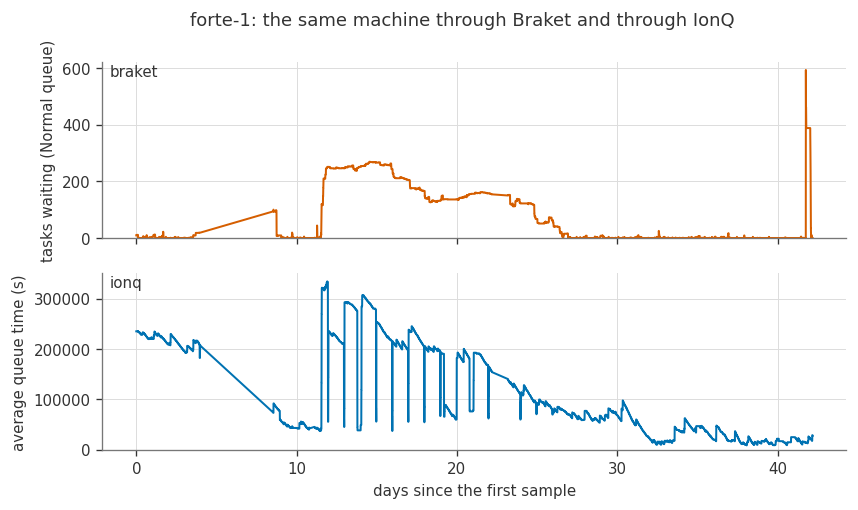 forte-1: the same machine through Braket and through IonQ
tasks waiting (Normal queue)
braket
600
400
200
0
average queue time (s)
ionq
300000
200000
100000
0
0 10 20 30 40
days since the first sample